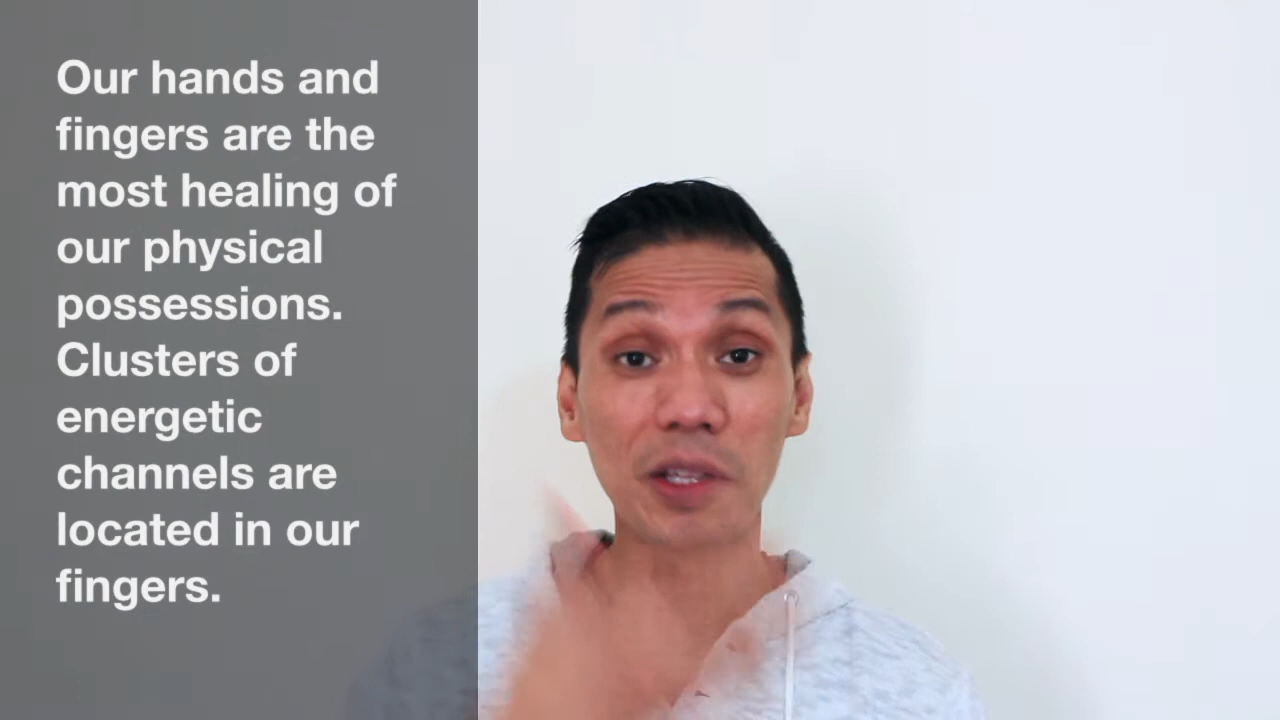 Our hands and
fingers are the
most healing of
our physical
possessions.
Clusters of
energetic
channels are
located in our
fingers.